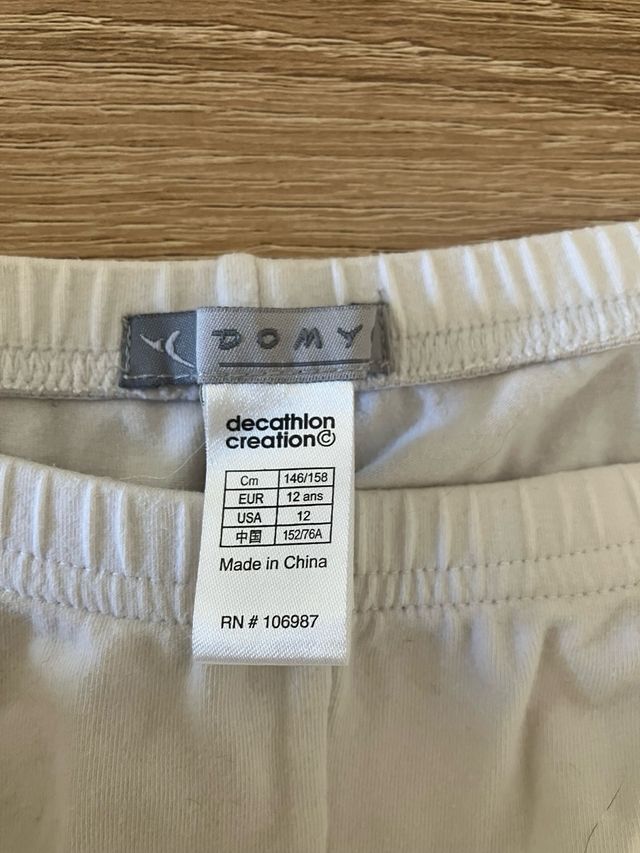 DOMY
decathlon
creation©
Cm 146/158
EUR 12 ans
USA 12
中国 152/76A
Made in China
RN # 106987